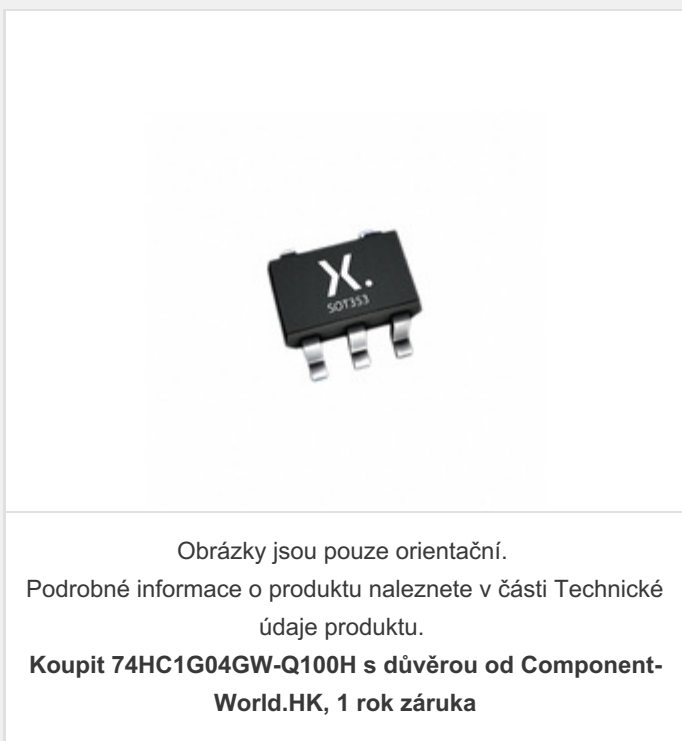 X.
SOT353
Obrázky jsou pouze orientační.
Podrobné informace o produktu naleznete v části Technické
údaje produktu.
Koupit 74HC1G04GW-Q100H s důvěrou od Component-
World.HK, 1 rok záruka